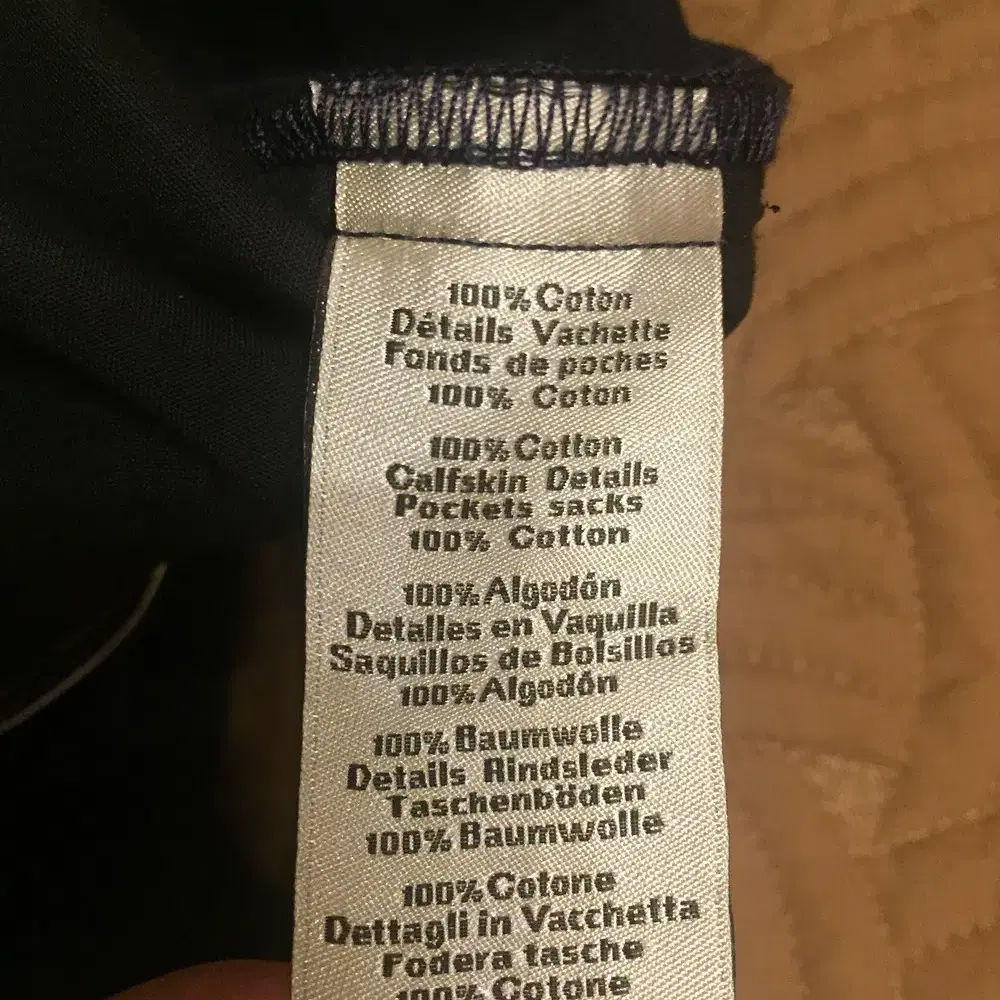 100% Coton
Détails Vachette
Fonds de poches
100% Coton
100% Cotton
Calfskin Details
Pockets sacks
100% Cotton
100% Algodón
Detalles en Vaquilla
Saquillos de Bolsillos
100% Algodón
100% Baumwolle
Details Rindsleder
Taschenböden
100% Baumwolle
100% Cotone
Dettagli in Vacchetta
Fodera tasche
100% Cotone